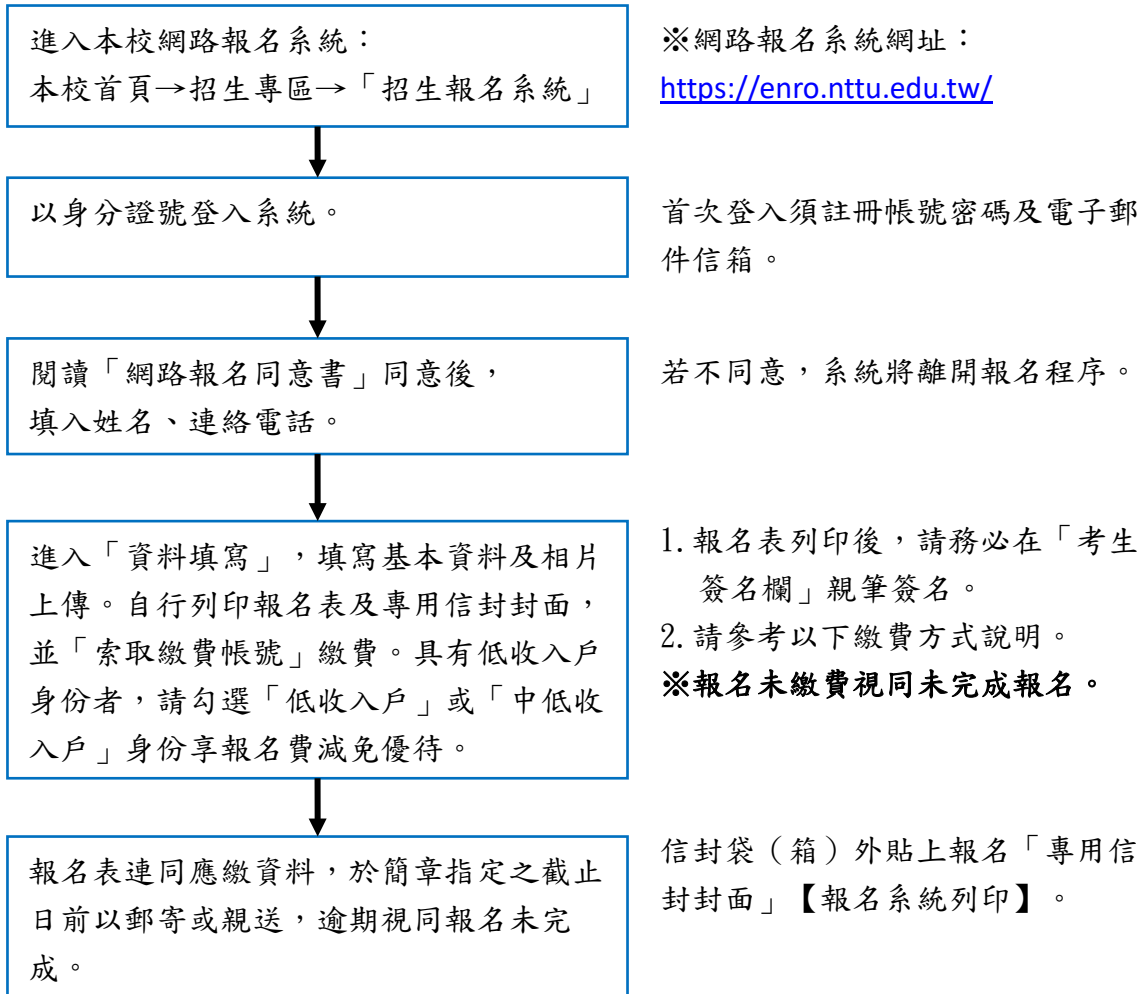 進入本校網路報名系統：
本校首頁→招生專區→「招生報名系統」
※網路報名系統網址：
https://enro.nttu.edu.tw/
以身分證號登入系統。
首次登入須註冊帳號密碼及電子郵
件信箱。
閱讀「網路報名同意書」同意後，
填入姓名、連絡電話。
若不同意，系統將離開報名程序。
進入「資料填寫」，填寫基本資料及相片
上傳。自行列印報名表及專用信封封面，
並「索取繳費帳號」繳費。具有低收入戶
身份者，請勾選「低收入戶」或「中低收
入戶」身份享報名費減免優待。
1.報名表列印後，請務必在「考生
簽名欄」親筆簽名。
2.請參考以下繳費方式說明。
※報名未繳費視同未完成報名。
報名表連同應繳資料，於簡章指定之截止
日前以郵寄或親送，逾期視同報名未完
成。
信封袋（箱）外貼上報名「專用信
封封面」【報名系統列印】。